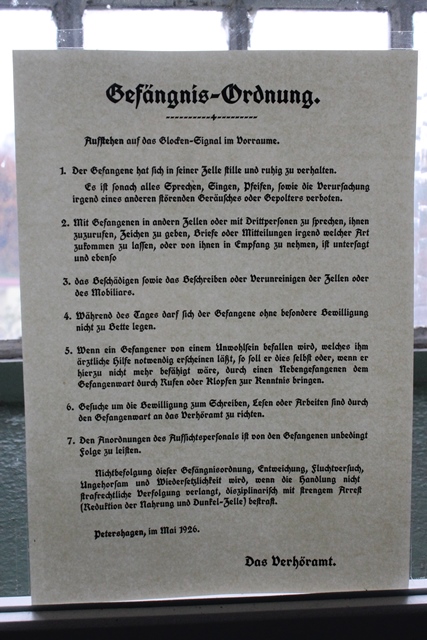 Gefängnis-Ordnung.
Aufstehen auf das Glocken-Signal im Vorraume.
1. Der Gefangene hat sich in seiner Zelle stille und ruhig zu verhalten.
Es ist sonach alles Sprechen, Singen, Pfeifen, sowie die Verursachung
irgend eines anderen störenden Geräusches oder Gepolters verboten.
2. Mit Gefangenen in andern Zellen oder mit Drittpersonen zu sprechen, ihnen
zuzurufen, Zeichen zu geben, Briefe oder Mitteilungen irgend welcher Art
zukommen zu lassen, oder von ihnen in Empfang zu nehmen, ist untersagt
und ebenso
3. das Beschädigen sowie das Beschreiben oder Verunreinigen der Zellen oder
des Mobiliars.
4. Während des Tages darf sich der Gefangene ohne besondere Bewilligung
nicht zu Bette legen.
5. Wenn ein Gefangener von einem Unwohlsein befallen wird, welches ihm
ärztliche Hilfe notwendig erscheinen läßt, so soll er dies selbst oder, wenn er
hierzu nicht mehr befähigt wäre, durch einen Nebengefangenen dem
Gefangenwart durch Rufen oder Klopfen zur Kenntnis bringen.
6. Gesuche um die Bewilligung zum Schreiben, Lesen oder Arbeiten sind durch
den Gefangenwart an das Verhöramt zu richten.
7. Den Anordnungen des Aufsichtspersonals ist von den Gefangenen unbedingt
Folge zu leisten.
Nichtbefolgung dieser Gefängnisordnung, Entweichung, Fluchtversuch,
Ungehorsam und Widersetzlichkeit wird, wenn die Handlung nicht
strafrechtliche Verfolgung verlangt, disziplinarisch mit strengem Arrest
(Reduktion der Nahrung und Dunkel-Zelle) bestraft.
Petershagen, im Mai 1926.
Das Verhöramt.